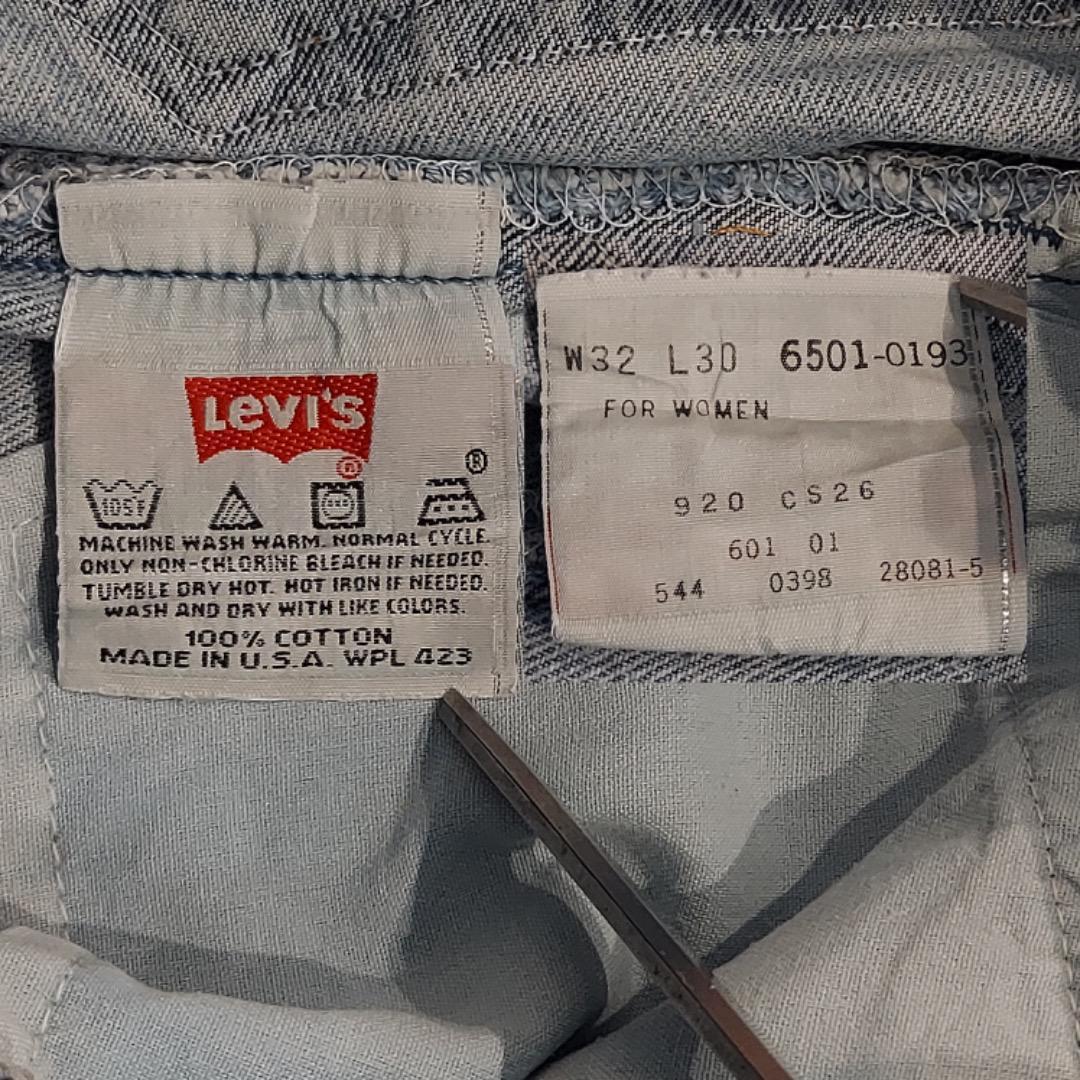 Levi's
®
®
105F
MACHINE WASH WARM. NORMAL CYCLE.
ONLY NON-CHLORINE BLEACH IF NEEDED.
TUMBLE DRY HOT. HOT IRON IF NEEDED.
WASH AND DRY WITH LIKE COLORS.
100% COTTON
MADE IN U.S.A. WPL 423
W32 L30 6501-0193
FOR WOMEN
920 CS26
601 01
544 0398 28081-5